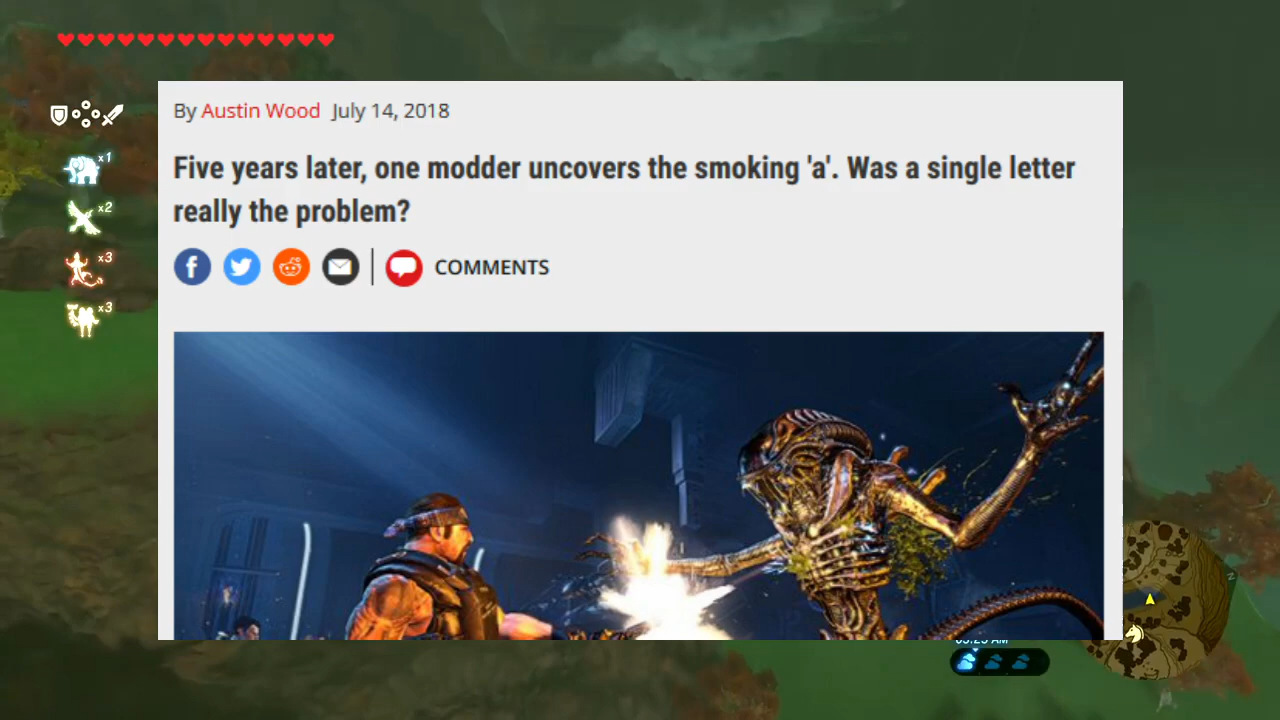 By Austin Wood July 14, 2018
x1
Five years later, one modder uncovers the smoking 'a'. Was a single letter
really the problem?
x2
x3
COMMENTS
x3